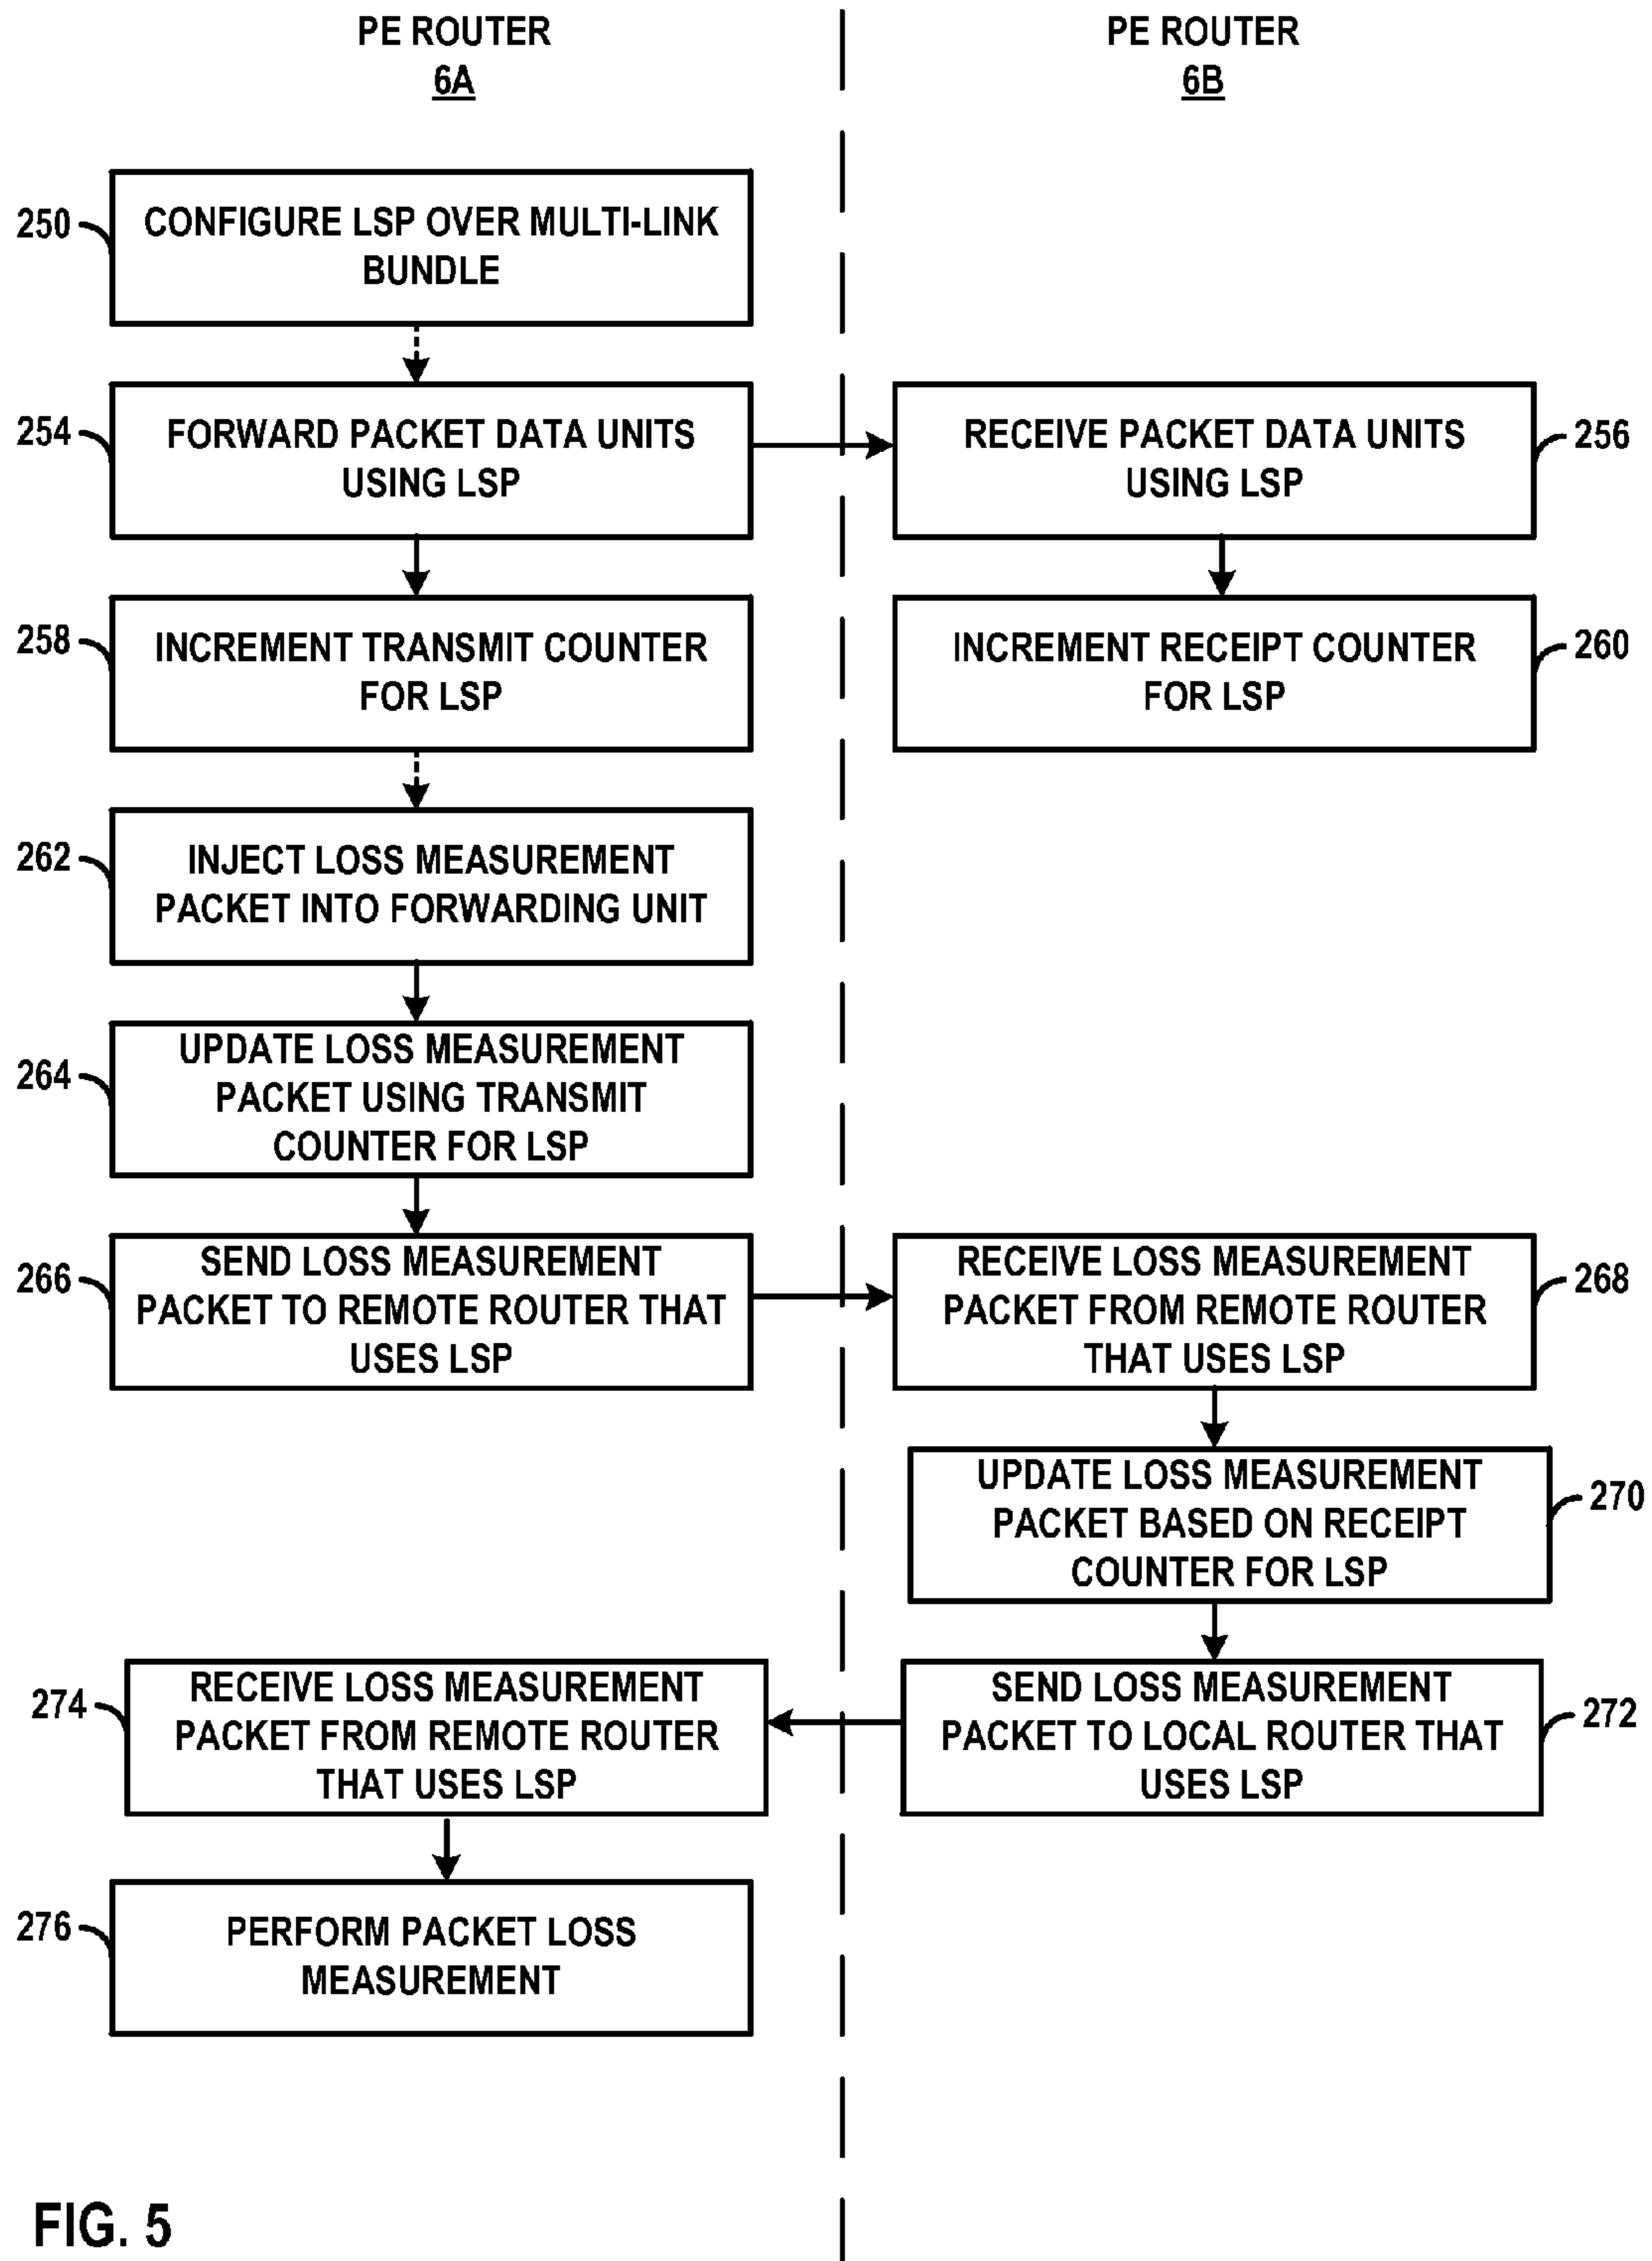 PE ROUTER
6A
PE ROUTER
6B
250
CONFIGURE LSP OVER MULTI-LINK
BUNDLE
254
FORWARD PACKET DATA UNITS
USING LSP
RECEIVE PACKET DATA UNITS
USING LSP
256
258
INCREMENT TRANSMIT COUNTER
FOR LSP
INCREMENT RECEIPT COUNTER
FOR LSP
260
262
INJECT LOSS MEASUREMENT
PACKET INTO FORWARDING UNIT
264
UPDATE LOSS MEASUREMENT
PACKET USING TRANSMIT
COUNTER FOR LSP
266
SEND LOSS MEASUREMENT
PACKET TO REMOTE ROUTER THAT
USES LSP
RECEIVE LOSS MEASUREMENT
PACKET FROM REMOTE ROUTER
THAT USES LSP
268
UPDATE LOSS MEASUREMENT
PACKET BASED ON RECEIPT
COUNTER FOR LSP
270
274
RECEIVE LOSS MEASUREMENT
PACKET FROM REMOTE ROUTER
THAT USES LSP
SEND LOSS MEASUREMENT
PACKET TO LOCAL ROUTER THAT
USES LSP
272
276
PERFORM PACKET LOSS
MEASUREMENT
FIG. 5